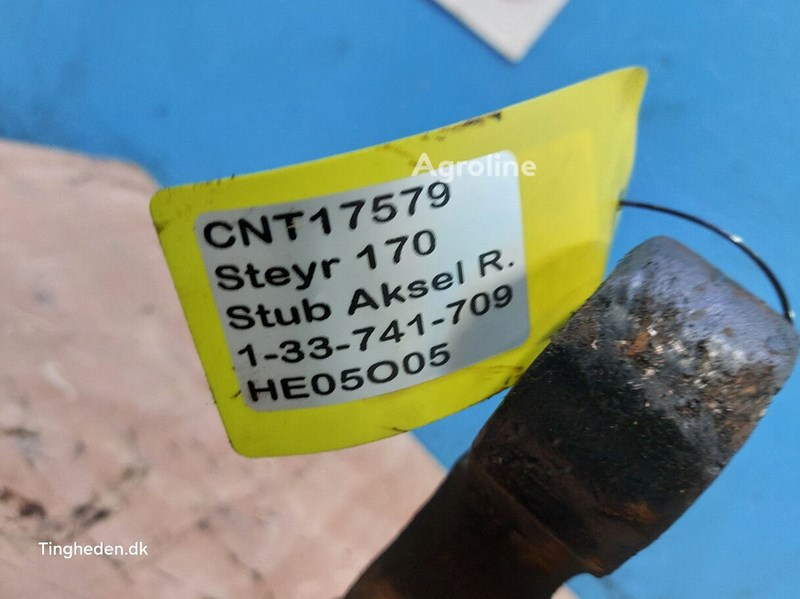 Agroline
CNT17579
Steyr 170
Stub Aksel R.
1-33-741-709
HE05O05
Tingheden.dk